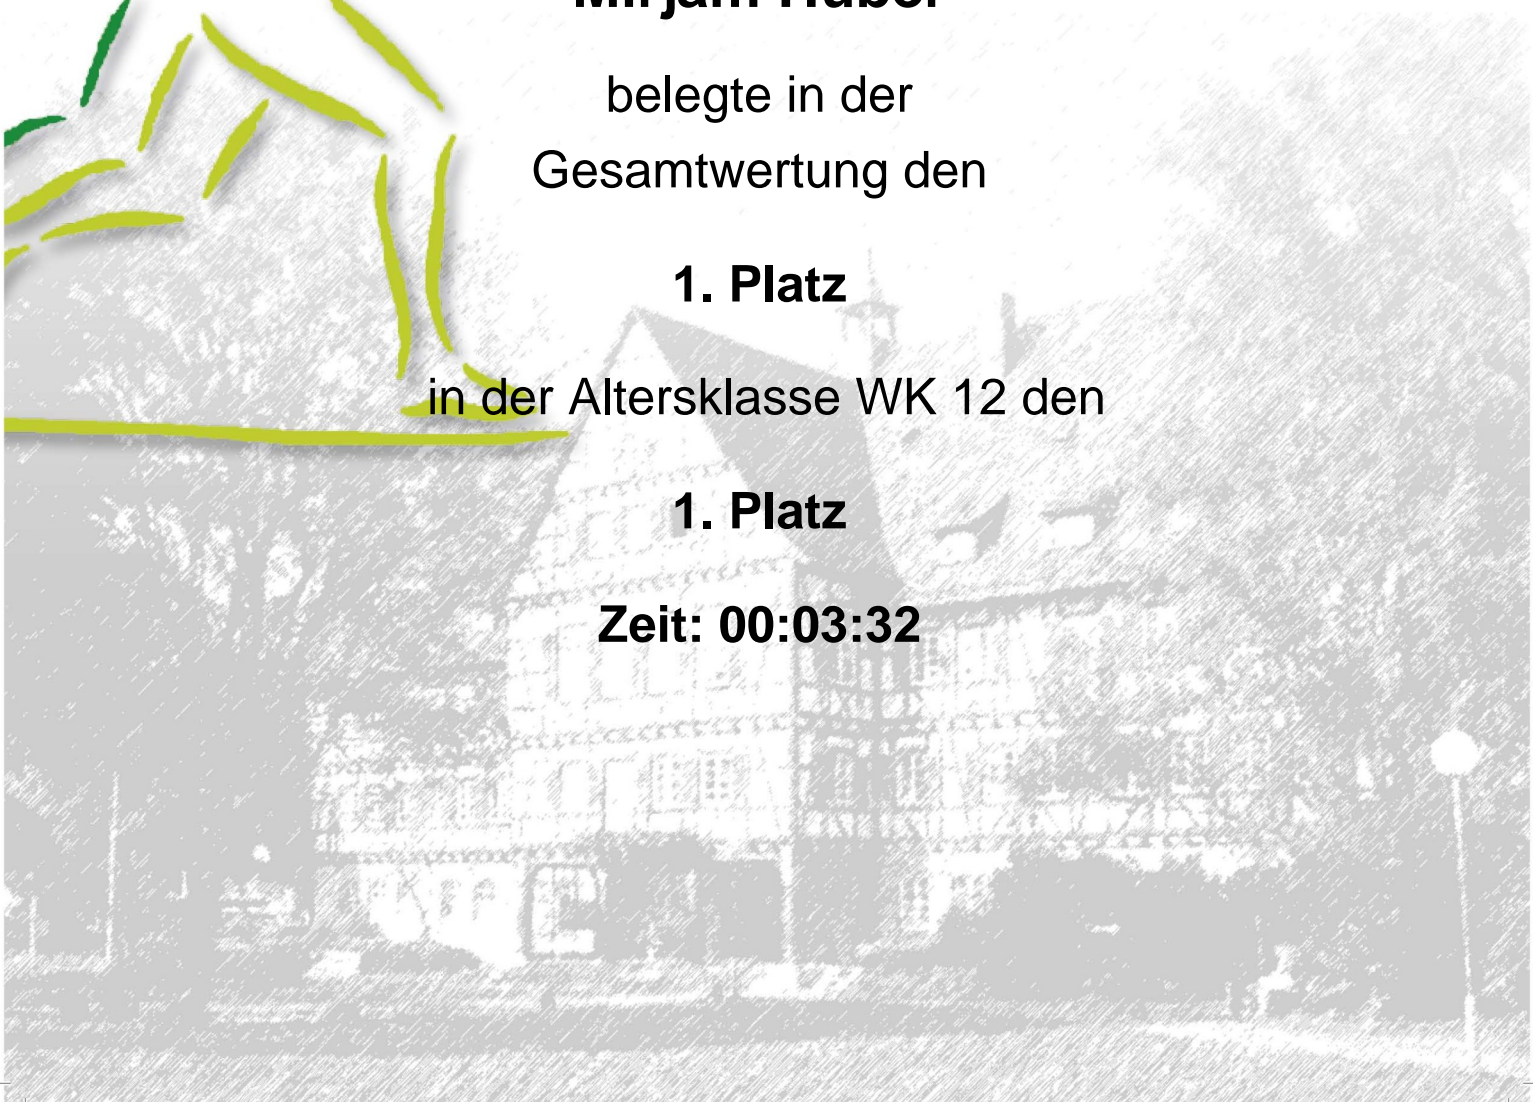 Mirjam
belegte in der
Gesamtwertung den
1. Platz
in der Altersklasse WK 12 den
1. Platz
Zeit: 00:03:32